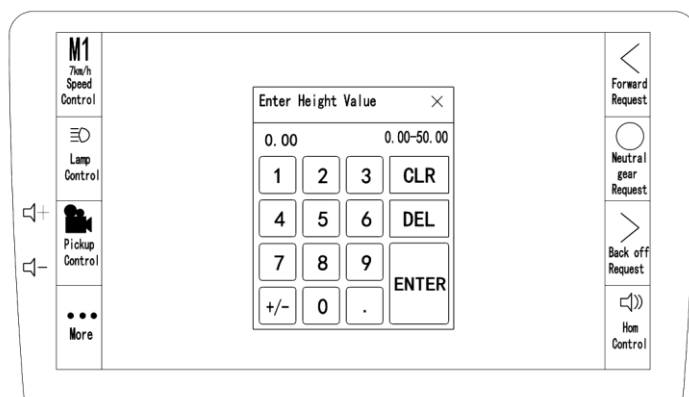 M1
7km/h
Speed
Control
Lamp
Control
Pickup
Control
More
Enter Height Value ×
0.00 0.00-50.00
1 2 3 CLR
4 5 6 DEL
7 8 9
ENTER
+/- 0 .
Forward
Request
Neutral
gear
Request
Back off
Request
Hom
Control